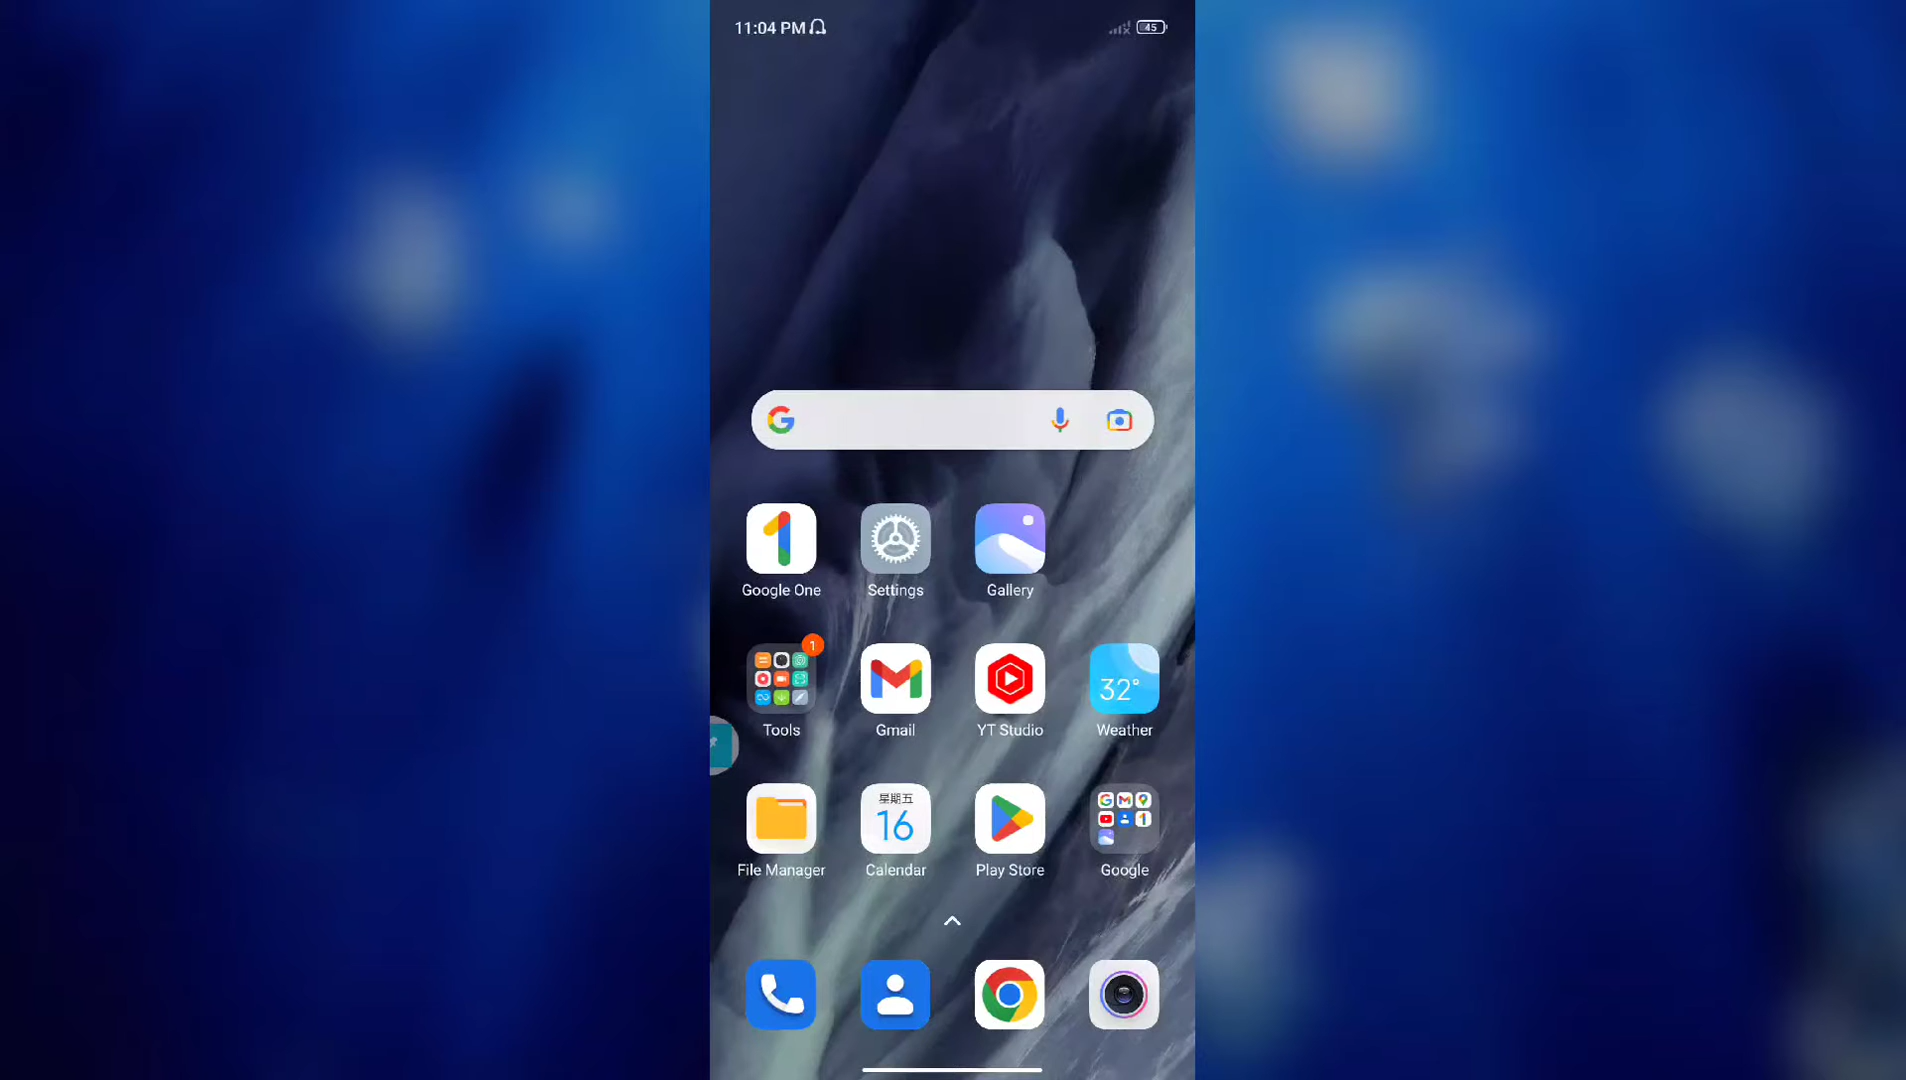 11:04 PM
45
Google One
Settings
Gallery
1
Tools
Gmail
YT Studio
32°
Weather
File Manager
星期五
16
Calendar
Play Store
Google